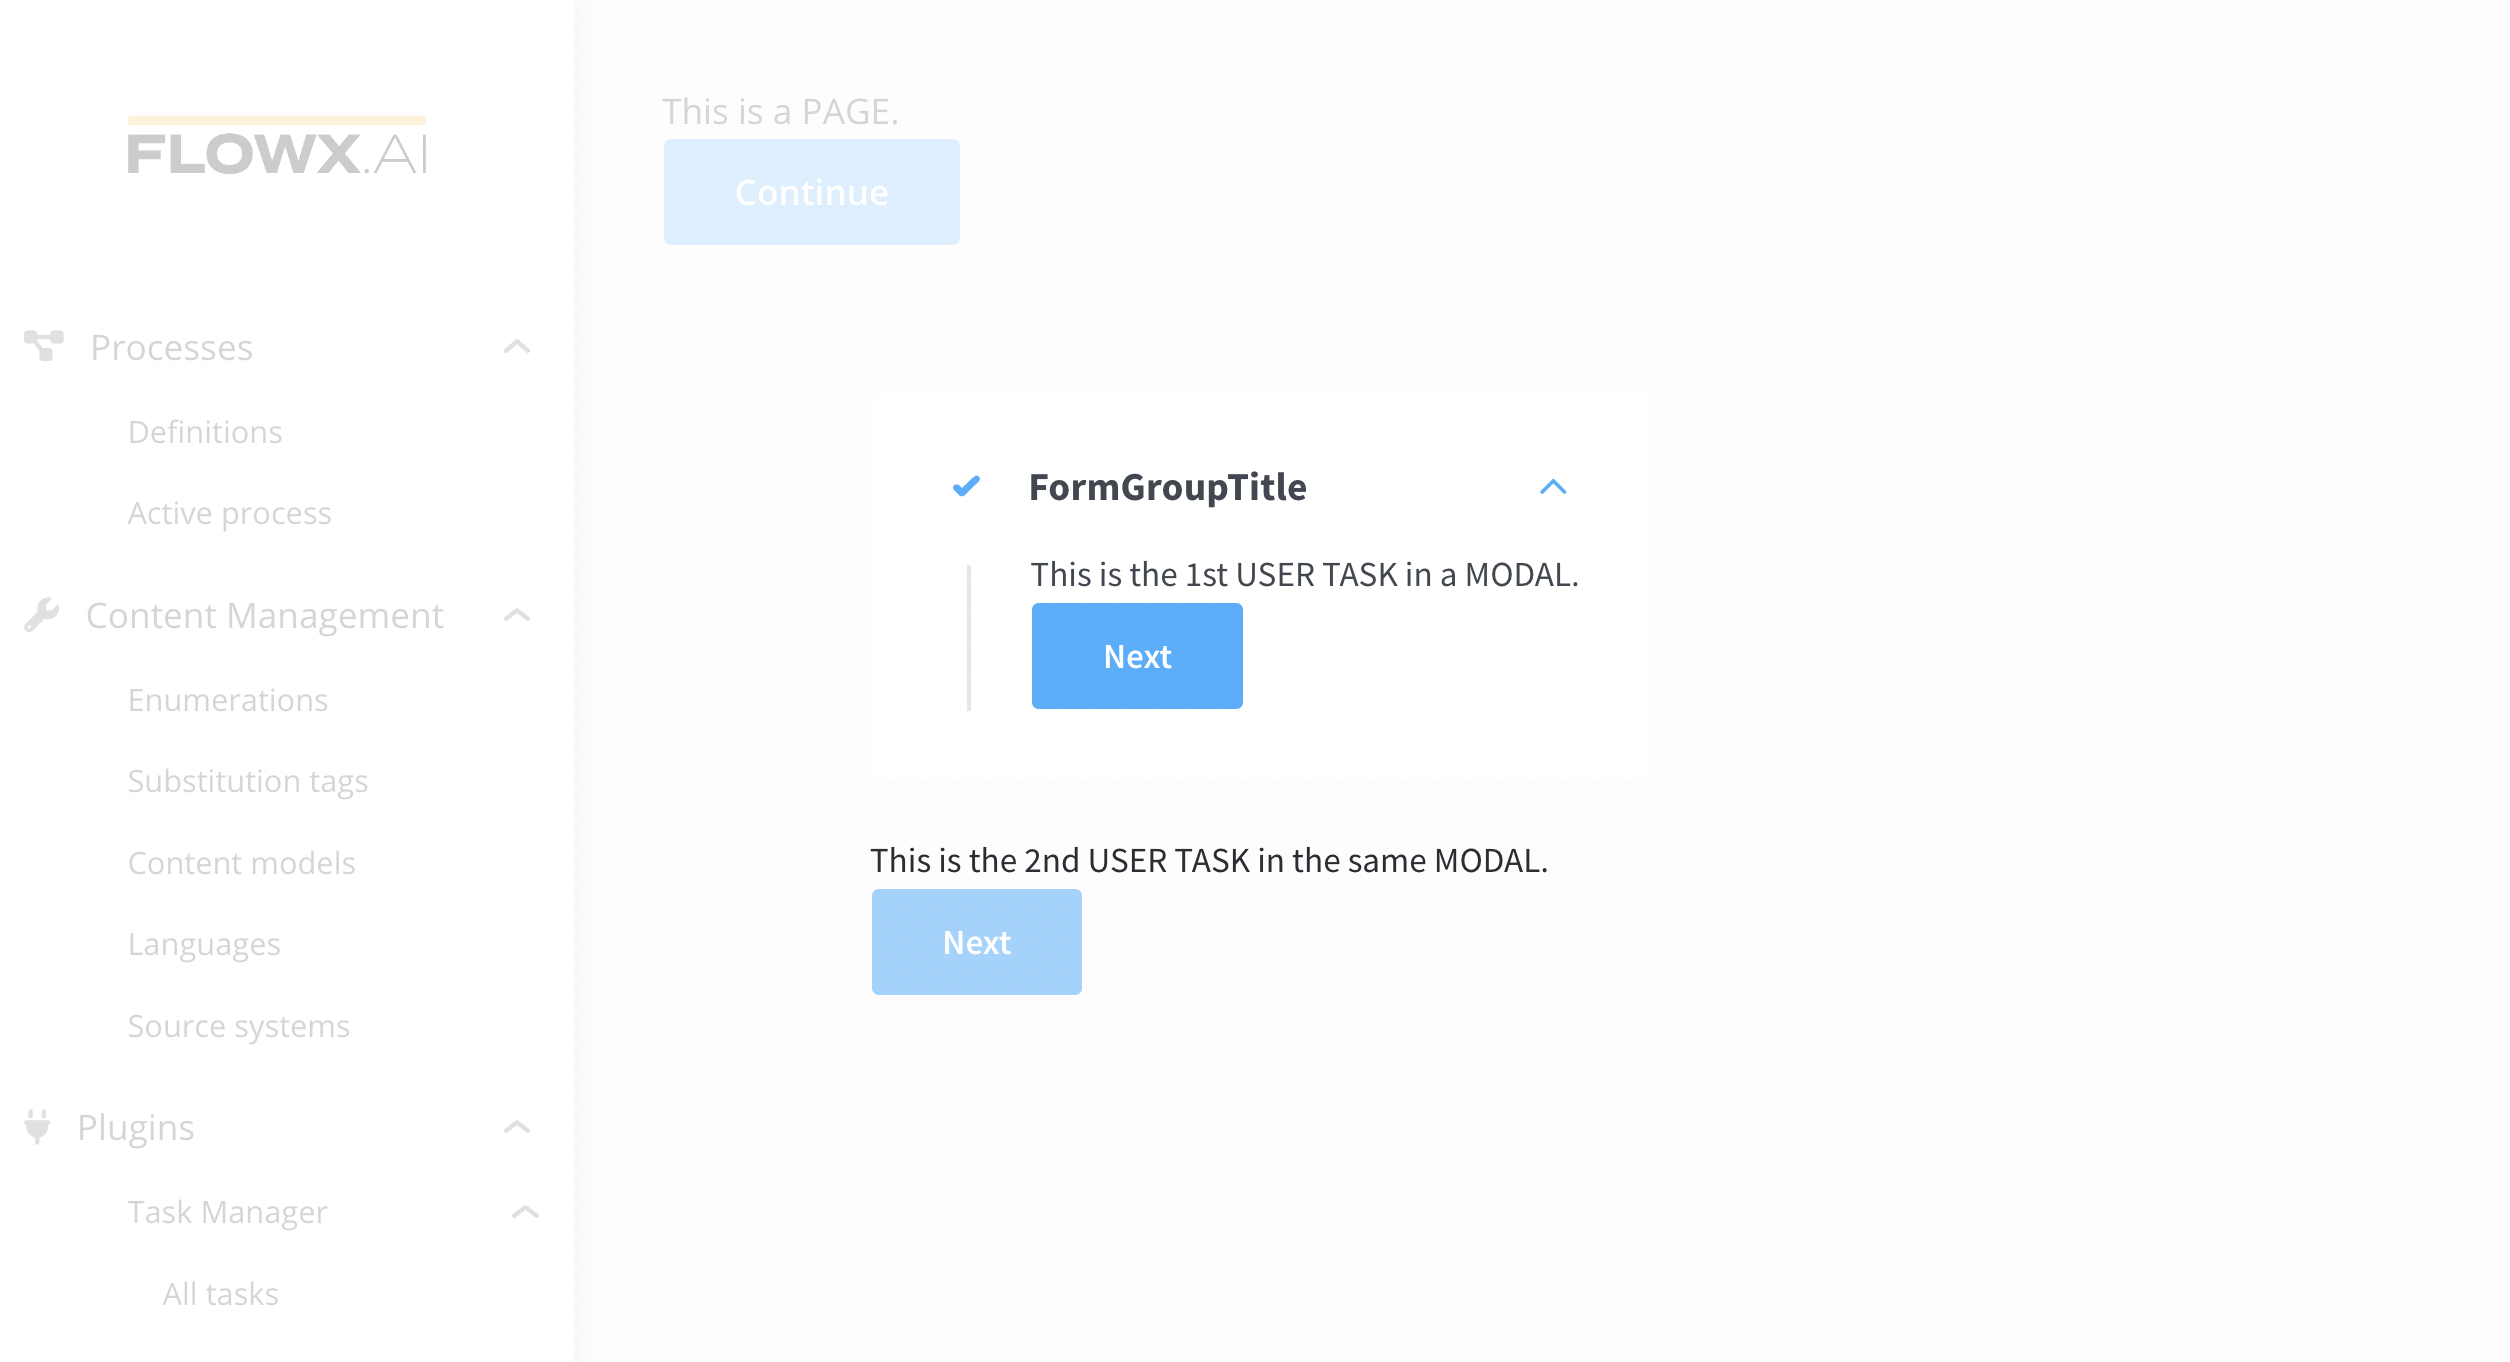 FLOWX.AI
Processes
Definitions
Active process
Content Management
Enumerations
Substitution tags
Content models
Languages
Source systems
Plugins
Task Manager
All tasks
This is a PAGE.
Continue
FormGroupTitle
This is the 1st USER TASK in a MODAL.
Next
This is the 2nd USER TASK in the same MODAL.
Next